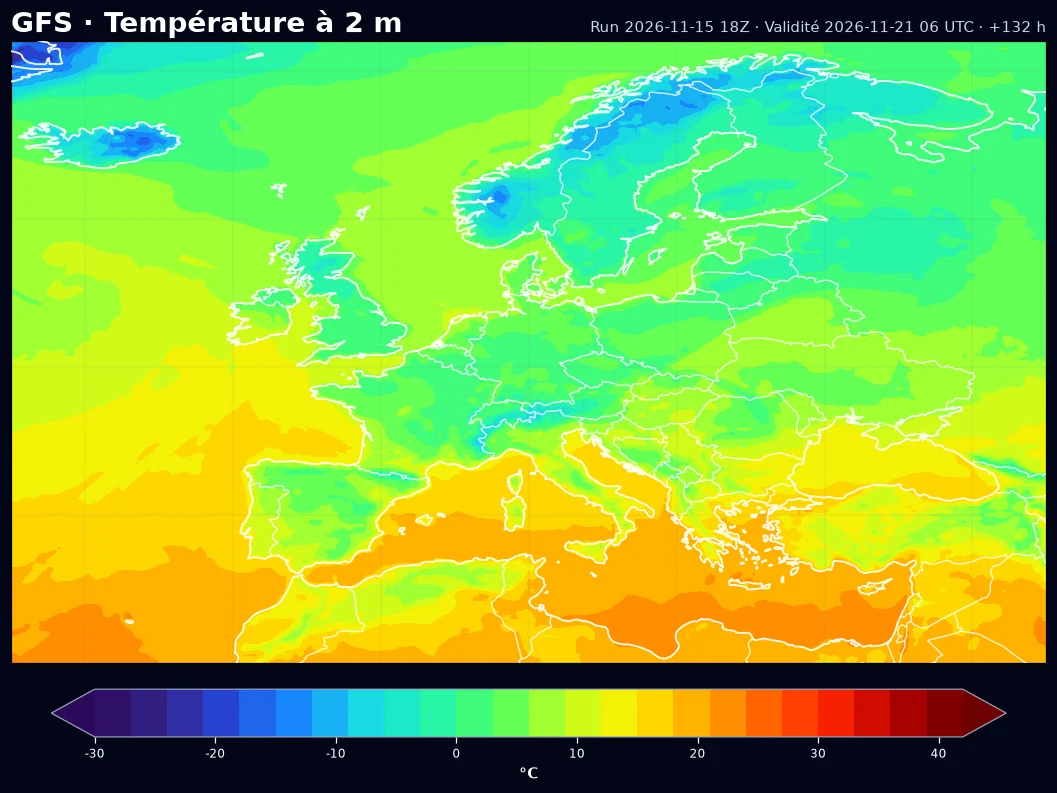 GFS · Température à 2 m
Run 2026-11-15 18Z · Validité 2026-11-21 06 UTC · +132 h
-30 -20 -10 0 10 20 30 40
°C